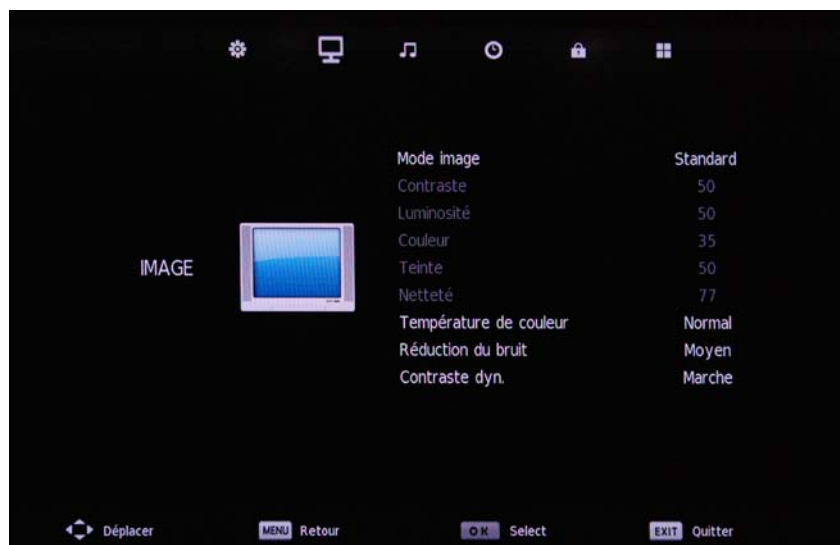 Mode image Standard
Contraste 50
Luminosité 50
Couleur 35
IMAGE
Teinte 50
Netteté 77
Température de couleur Normal
Réduction du bruit Moyen
Contraste dyn. Marche
Déplacer MENU Retour OK Select EXIT Quitter